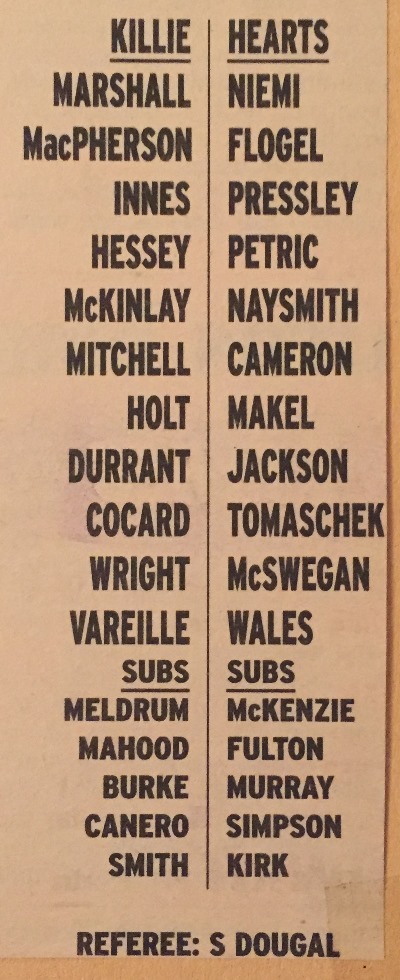 KILLIE HEARTS
MARSHALL NIEMI
MacPHERSON FLOGEL
INNES PRESSLEY
HESSEY PETRIC
McKINLAY NAYSMITH
MITCHELL CAMERON
HOLT MAKEL
DURRANT JACKSON
COCARD TOMASCHEK
WRIGHT McSWEGAN
VAREILLE WALES
SUBS SUBS
MELDRUM McKENZIE
MAHOOD FULTON
BURKE MURRAY
CANERO SIMPSON
SMITH KIRK
REFEREE: S DOUGAL